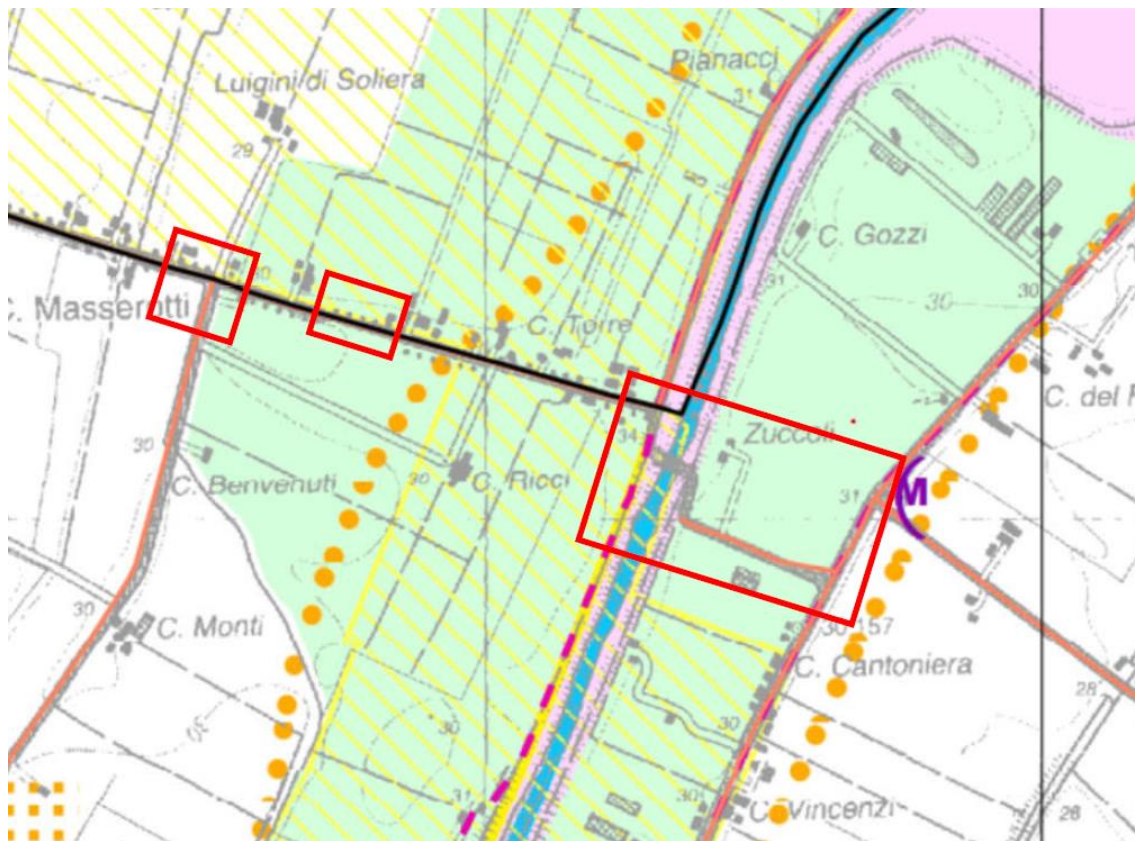 Pianacci
Luigini di Soliera
31
29
C. Gozzi
31
30
30
C. Masserotti
C. Torre
C. del F
34
Zuccoli
30
C. Benvenuti
30
C. Ricci
31
M
30
C. Monti
30-157
C. Cantoniera
28
30
30
30
31
30
C. Vincenzi
28